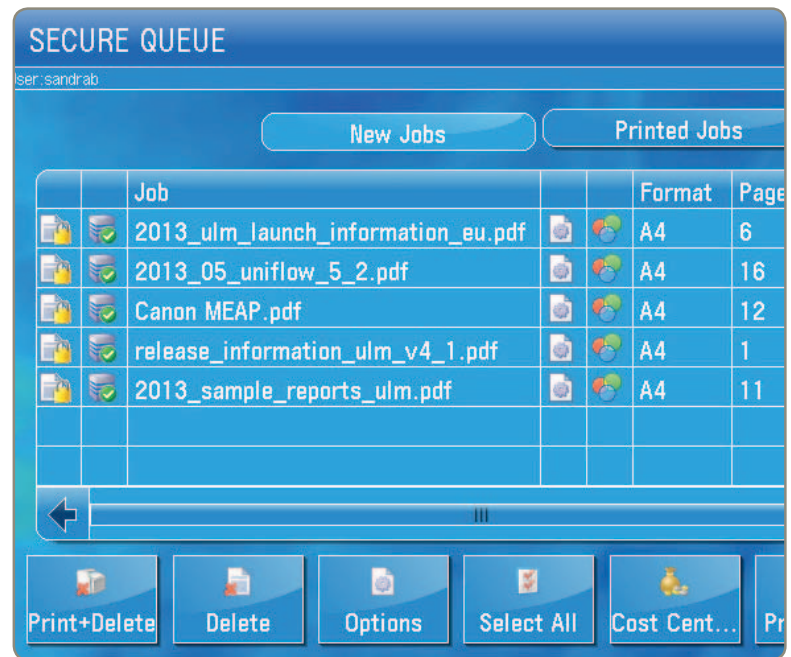 SECURE QUEUE
ser:sandrab
New Jobs Printed Jobs
Job Format Page
2013_ulm_launch_information_eu.pdf A4 6
2013_05_uniflow_5_2.pdf A4 16
Canon MEAP.pdf A4 12
release_information_ulm_v4_1.pdf A4 1
2013_sample_reports_ulm.pdf A4 11
Print+Delete Delete Options Select All Cost Cent... Pr